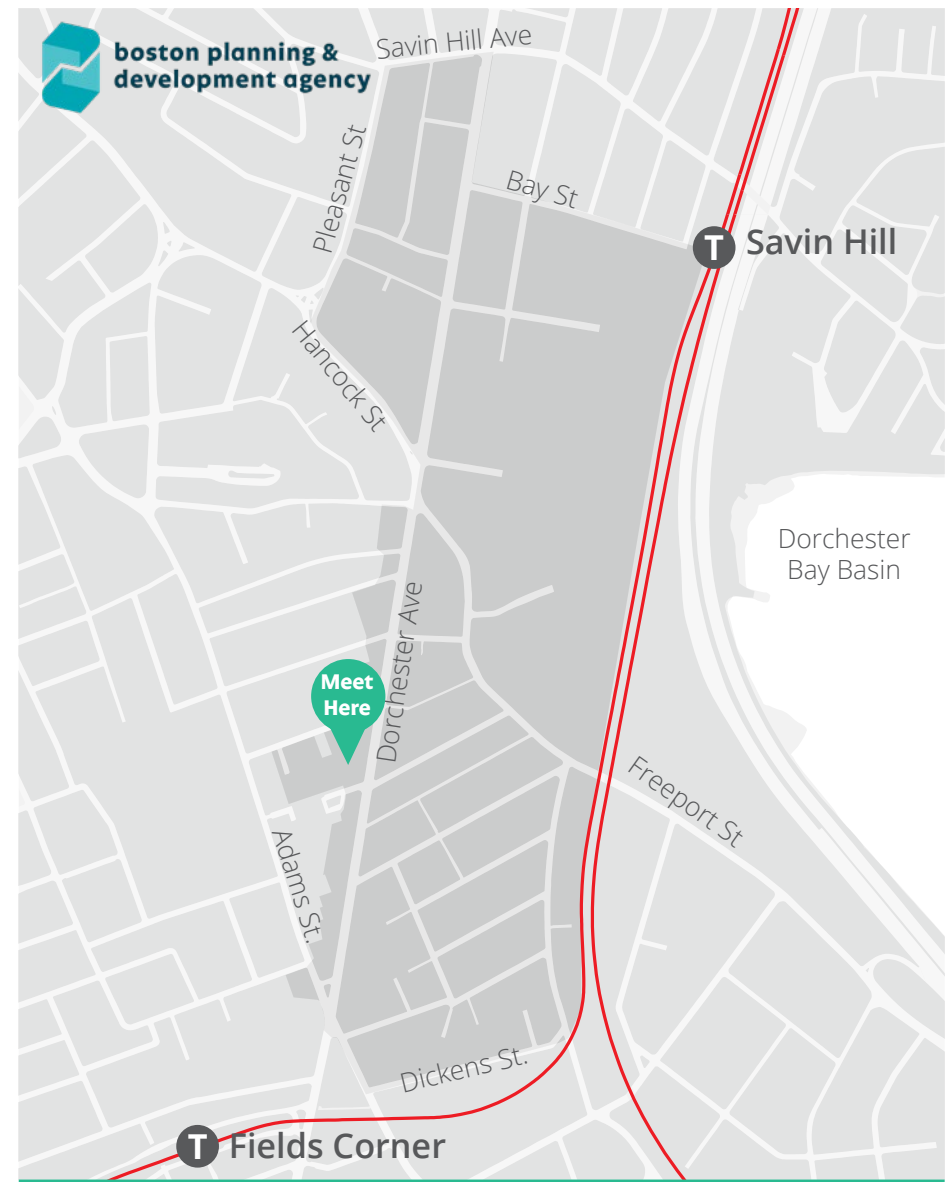 boston planning &
development agency
Savin Hill Ave
Pleasant St
Bay St
T Savin Hill
Hancock St
Dorchester
Bay Basin
Dorchester Ave
Meet
Here
Freeport St
Adams St.
Dickens St.
T Fields Corner